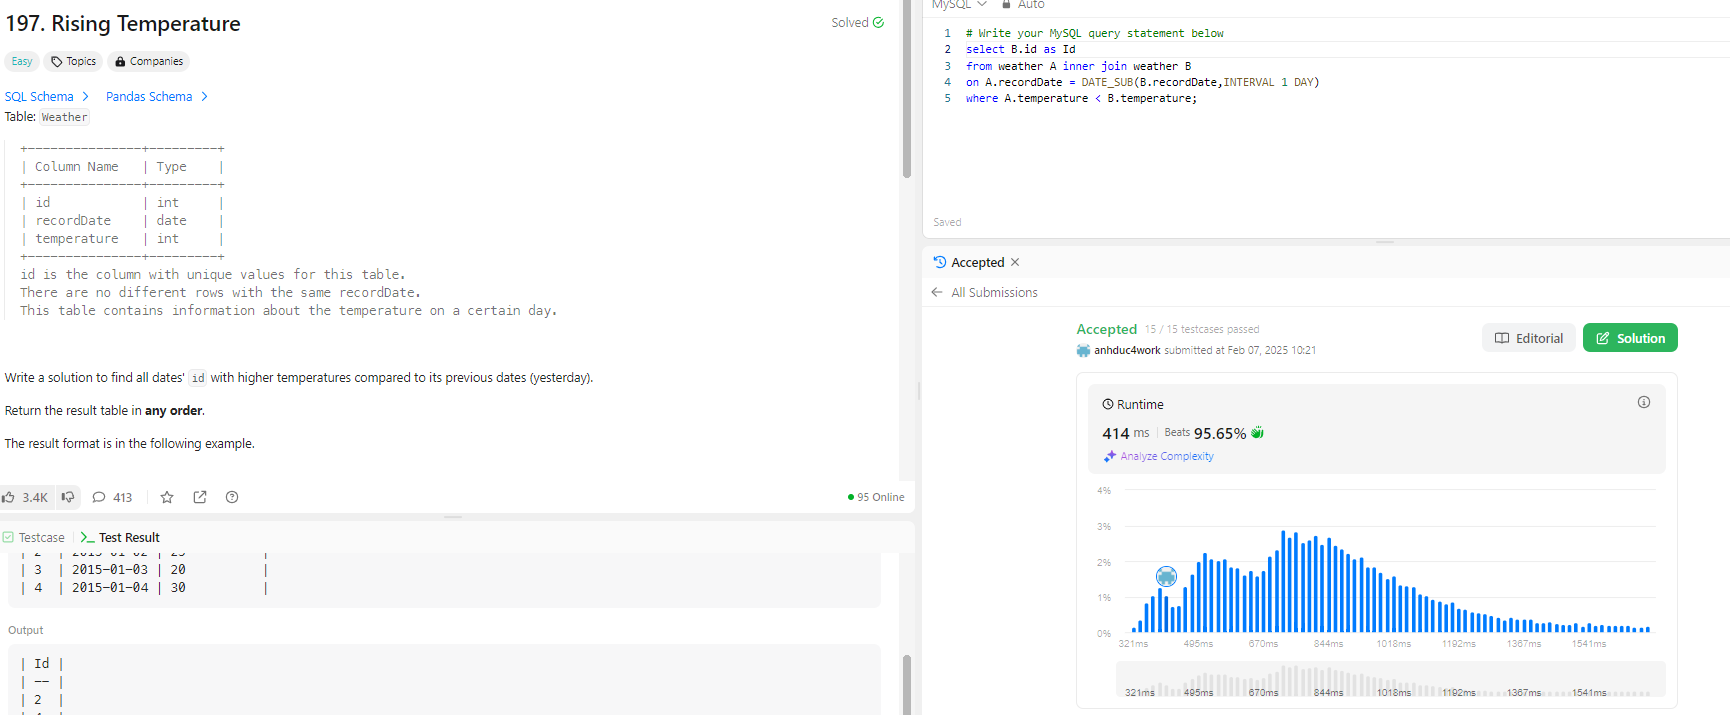 197. Rising Temperature
Solved
Easy Topics Companies
SQL Schema > Pandas Schema >
Table: Weather
+---------------+---------+
| Column Name   | Type    |
+---------------+---------+
| id            | int     |
| recordDate    | date    |
| temperature   | int     |
+---------------+---------+
id is the column with unique values for this table.
There are no different rows with the same recordDate.
This table contains information about the temperature on a certain day.
Write a solution to find all dates' id with higher temperatures compared to its previous dates (yesterday).
Return the result table in any order.
The result format is in the following example.
3.4K 413
95 Online
Testcase >_ Test Result
| 3 | 2015-01-03 | 20 |
| 4 | 2015-01-04 | 30 |
Output
| Id |
| -- |
| 2 |
MySQL Auto
1 # Write your MySQL query statement below
2 select B.id as Id
3 from weather A inner join weather B
4 on A.recordDate = DATE_SUB(B.recordDate,INTERVAL 1 DAY)
5 where A.temperature < B.temperature;
Saved
Accepted
All Submissions
Accepted 15 / 15 testcases passed
anhduc4work submitted at Feb 07, 2025 10:21
Editorial
Solution
Runtime
414 ms Beats 95.65%
Analyze Complexity
4%
3%
2%
1%
0%
321ms 495ms 670ms 844ms 1018ms 1192ms 1367ms 1541ms
321ms 495ms 670ms 844ms 1018ms 1192ms 1367ms 1541ms